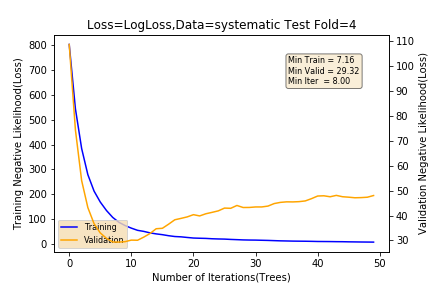 Loss=LogLoss,Data=systematic Test Fold=4
Training Negative Likelihood(Loss)
800
700
600
500
400
300
200
100
0
Min Train = 7.16
Min Valid = 29.32
Min Iter = 8.00
Training
Validation
110
100
90
80
70
60
50
40
30
Validation Negative Likelihood(Loss)
0
10
20
30
40
50
Number of Iterations(Trees)